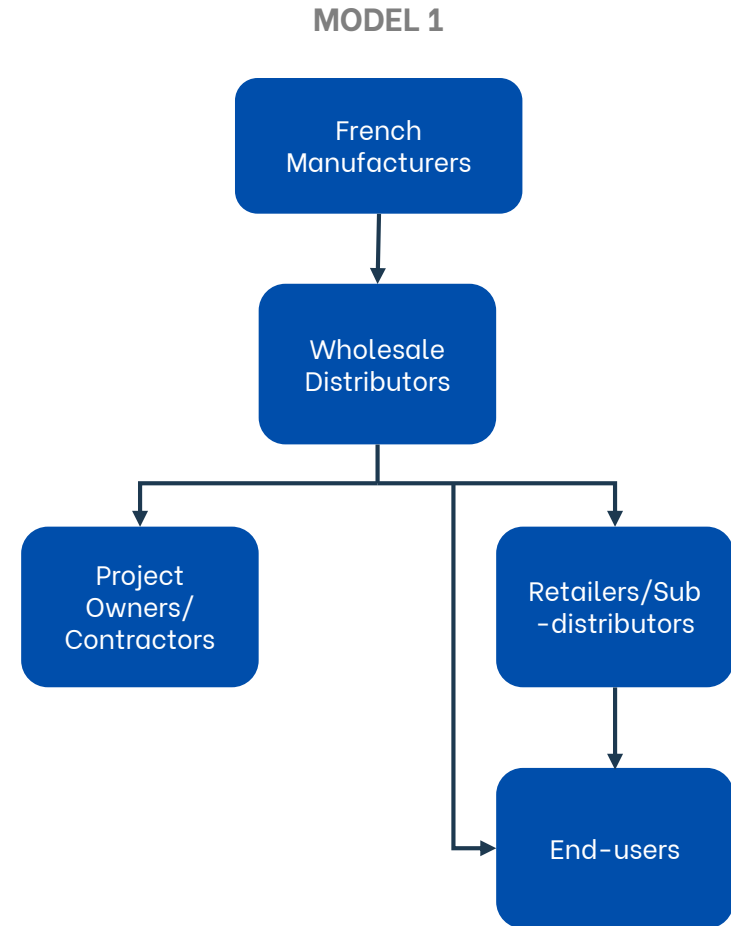 MODEL 1
French
Manufacturers
Wholesale
Distributors
Project
Owners/
Contractors
Retailers/Sub
-distributors
End-users